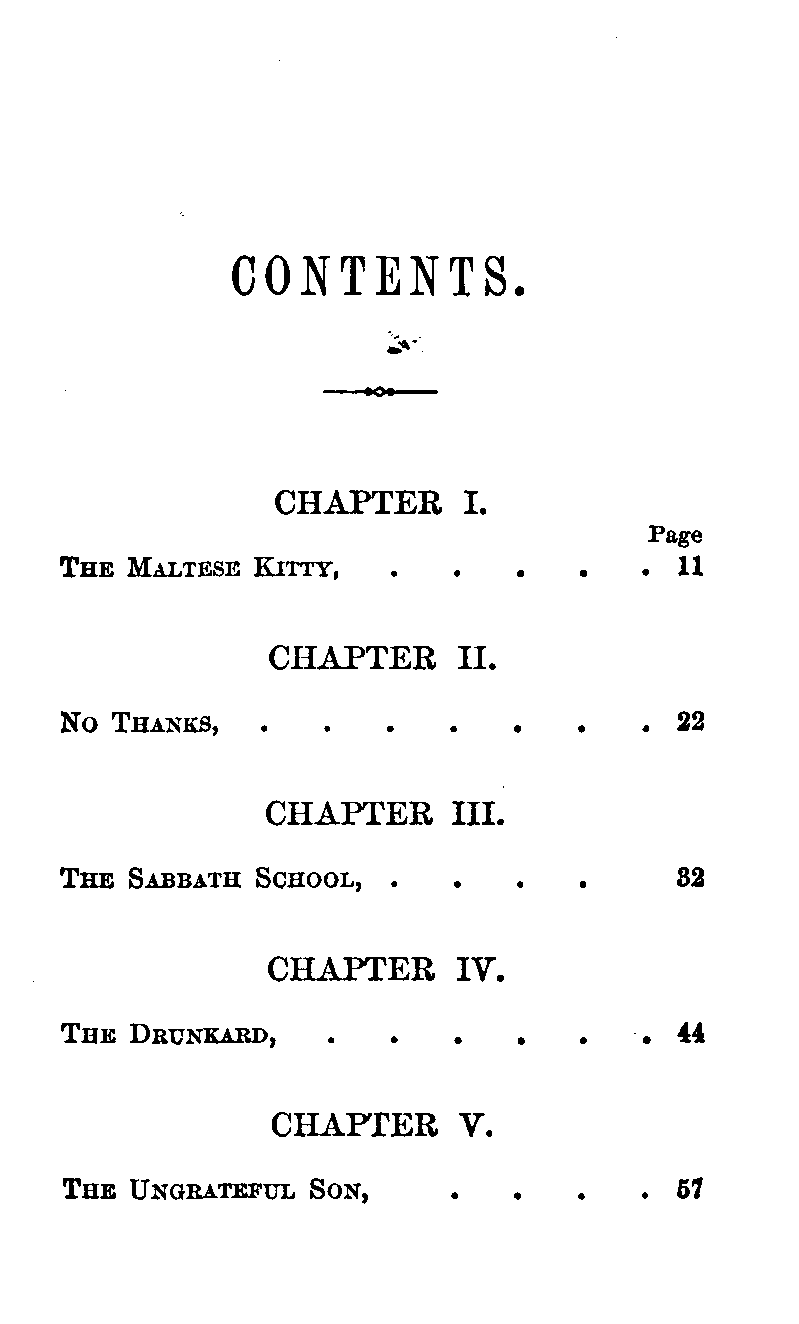 CONTENTS.
CHAPTER I.
Page
THE MALTESE KITTY, . . . . . 11
CHAPTER II.
NO THANKS, . . . . . . . 22
CHAPTER III.
THE SABBATH SCHOOL, . . . . 32
CHAPTER IV.
THE DRUNKARD, . . . . . . 44
CHAPTER V.
THE UNGRATEFUL SON, . . . . 57